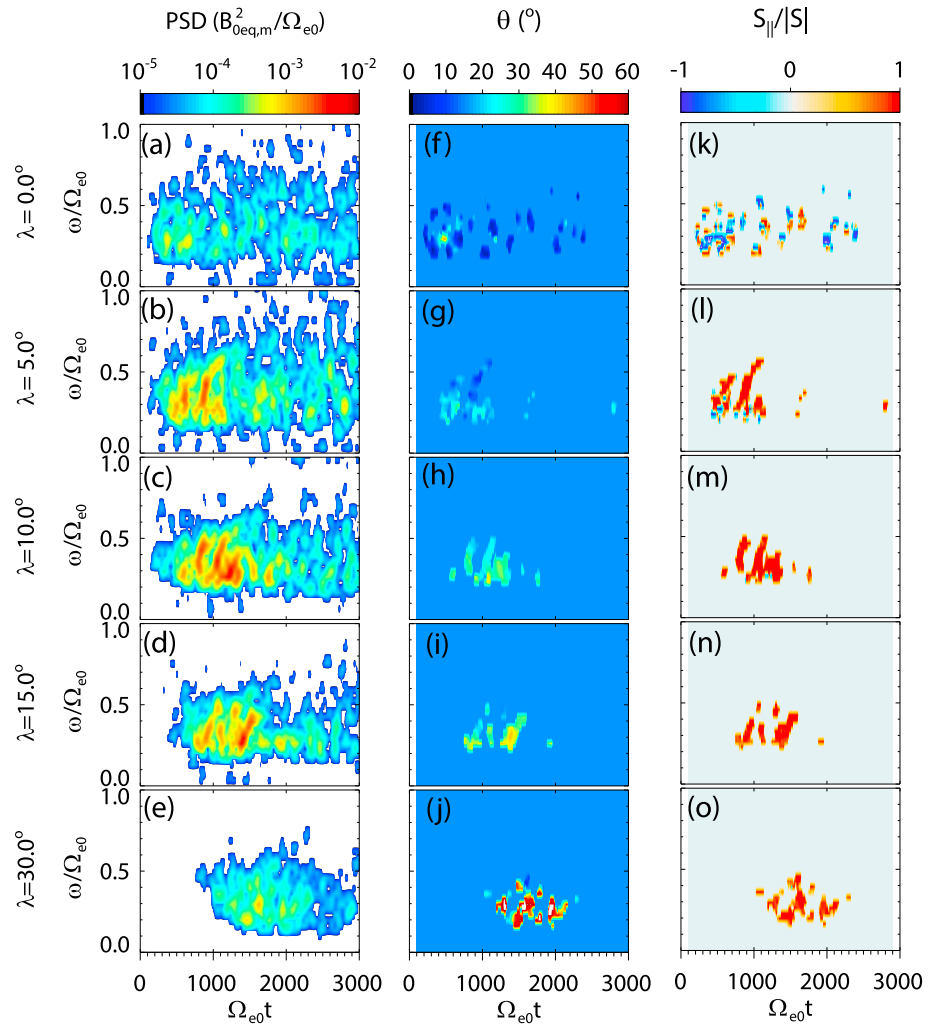 PSD (B²0eq,m/Ωe0) θ (°) S||/|S|
10⁻⁵ 10⁻⁴ 10⁻³ 10⁻² 0 10 20 30 40 50 60 -1 0 1
λ= 0.0° ω/Ωe0 1.0 0.5 0.0 (a) (f) (k)
λ= 5.0° ω/Ωe0 1.0 0.5 0.0 (b) (g) (l)
λ=10.0° ω/Ωe0 1.0 0.5 0.0 (c) (h) (m)
λ=15.0° ω/Ωe0 1.0 0.5 0.0 (d) (i) (n)
λ=30.0° ω/Ωe0 1.0 0.5 0.0 (e) (j) (o)
0 1000 2000 3000 0 1000 2000 3000 0 1000 2000 3000
Ωe0t Ωe0t Ωe0t